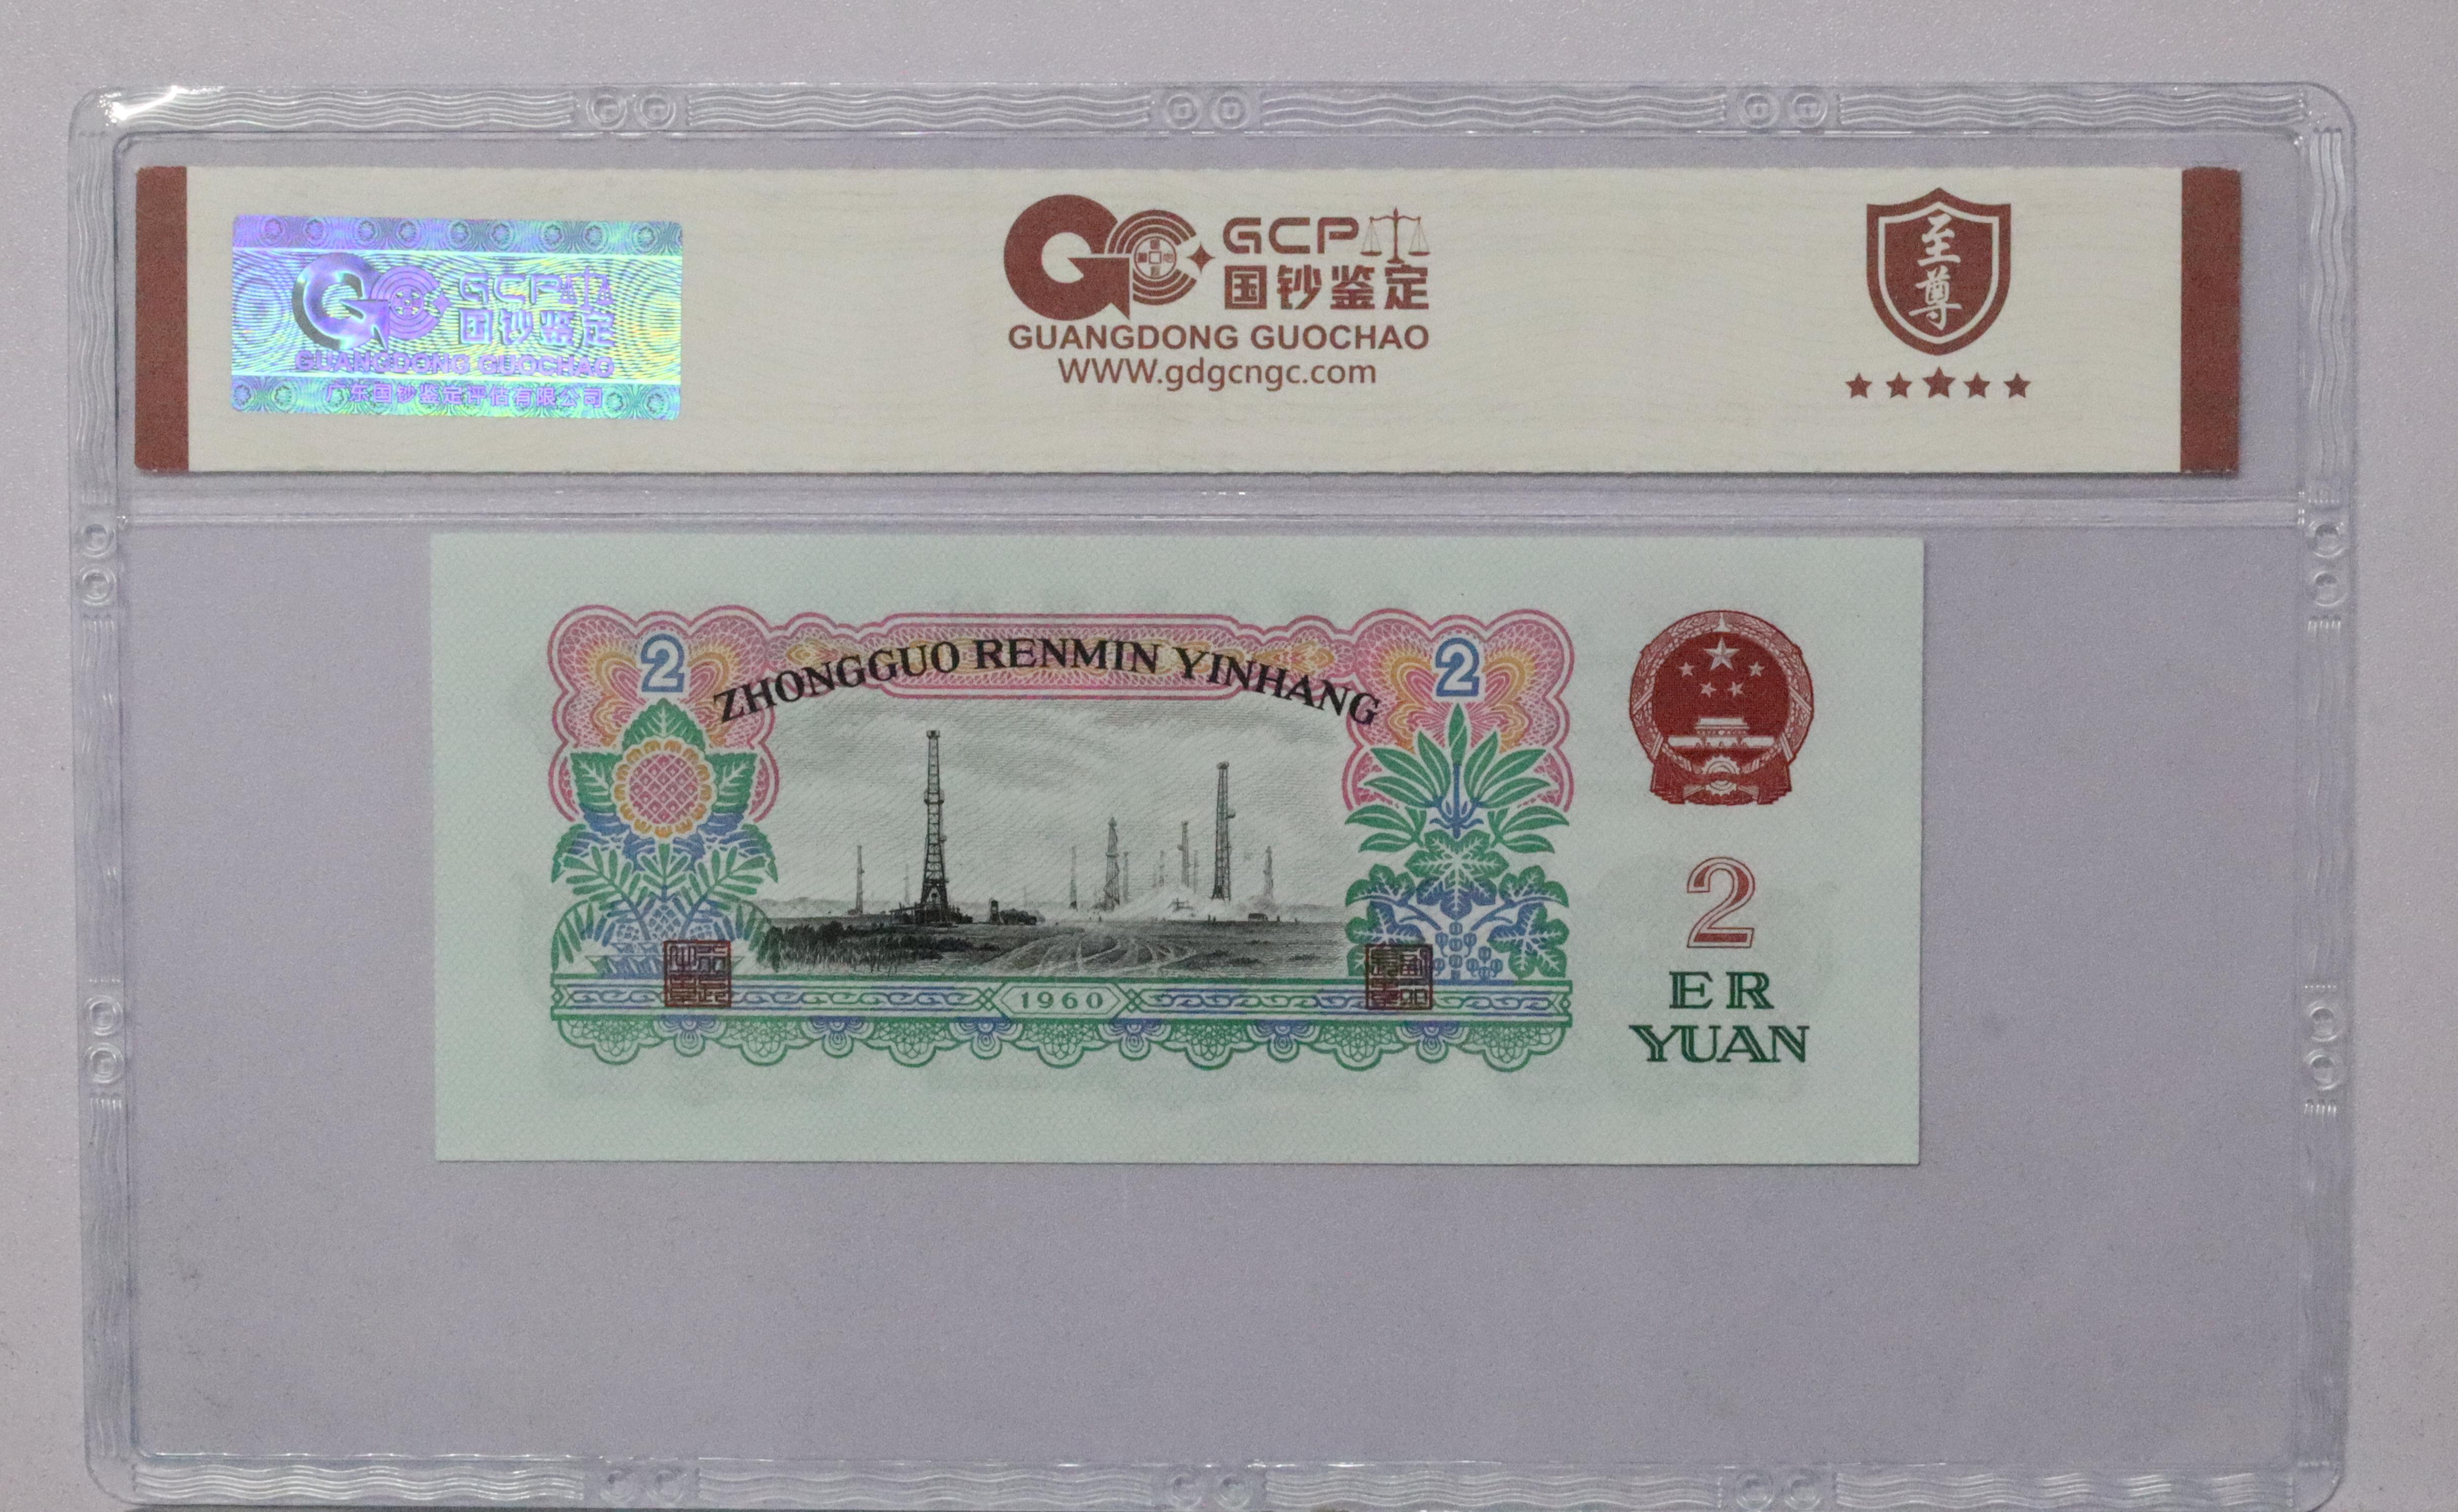 GCP
国钞鉴定
GUANGDONG GUOCHAO
广东国钞鉴定评估有限公司
GCP
国钞鉴定
GUANGDONG GUOCHAO
WWW.gdgcngc.com
至尊
ZHONGGUO RENMIN YINHANG
2
2
1960
2
ER
YUAN